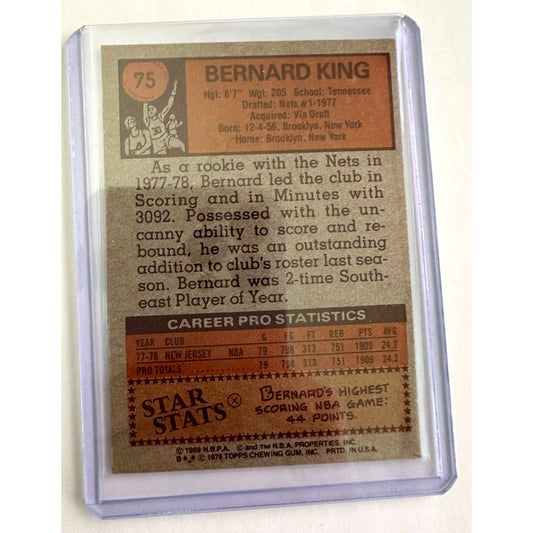 75
BERNARD KING
Hgt: 6'7" Wgt: 205 School: Tennessee
Drafted: Nets #1-1977
Acquired: Via Draft
Born: 12-4-56, Brooklyn, New York
Home: Brooklyn, New York
As a rookie with the Nets in
1977-78, Bernard led the club in
Scoring and in Minutes with
3092. Possessed with the un-
canny ability to score and re-
bound, he was an outstanding
addition to club's roster last sea-
son. Bernard was 2-time South-
east Player of Year.
CAREER PRO STATISTICS
YEAR CLUB G FG FT REB PTS AVG
77-78 NEW JERSEY NBA 79 798 313 751 1909 24.2
PRO TOTALS 79 798 313 751 1909 24.2
STAR STATS
BERNARD'S HIGHEST
SCORING NBA GAME:
44 POINTS.
© 1969 N.B.P.A. © and TM N.B.A. PROPERTIES, INC.
B*.* © 1978 TOPPS CHEWING GUM, INC. PRTD. IN U.S.A.